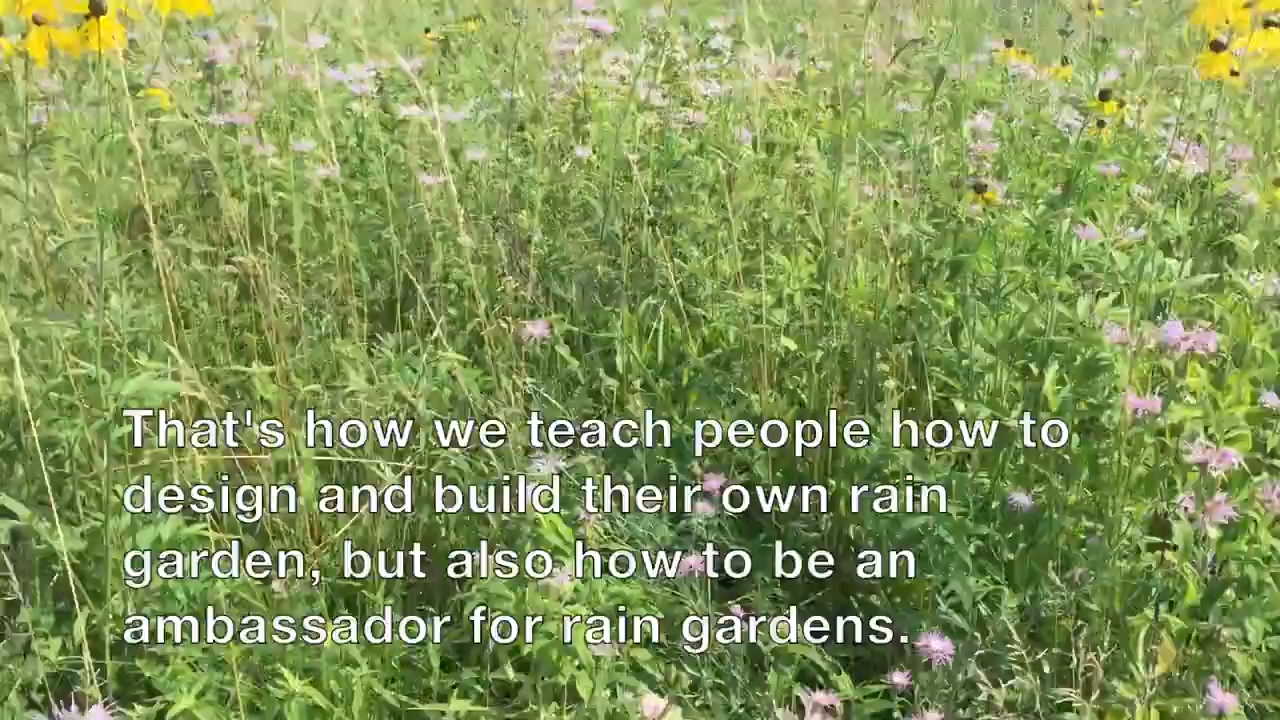 That's how we teach people how to
design and build their own rain
garden, but also how to be an
ambassador for rain gardens.